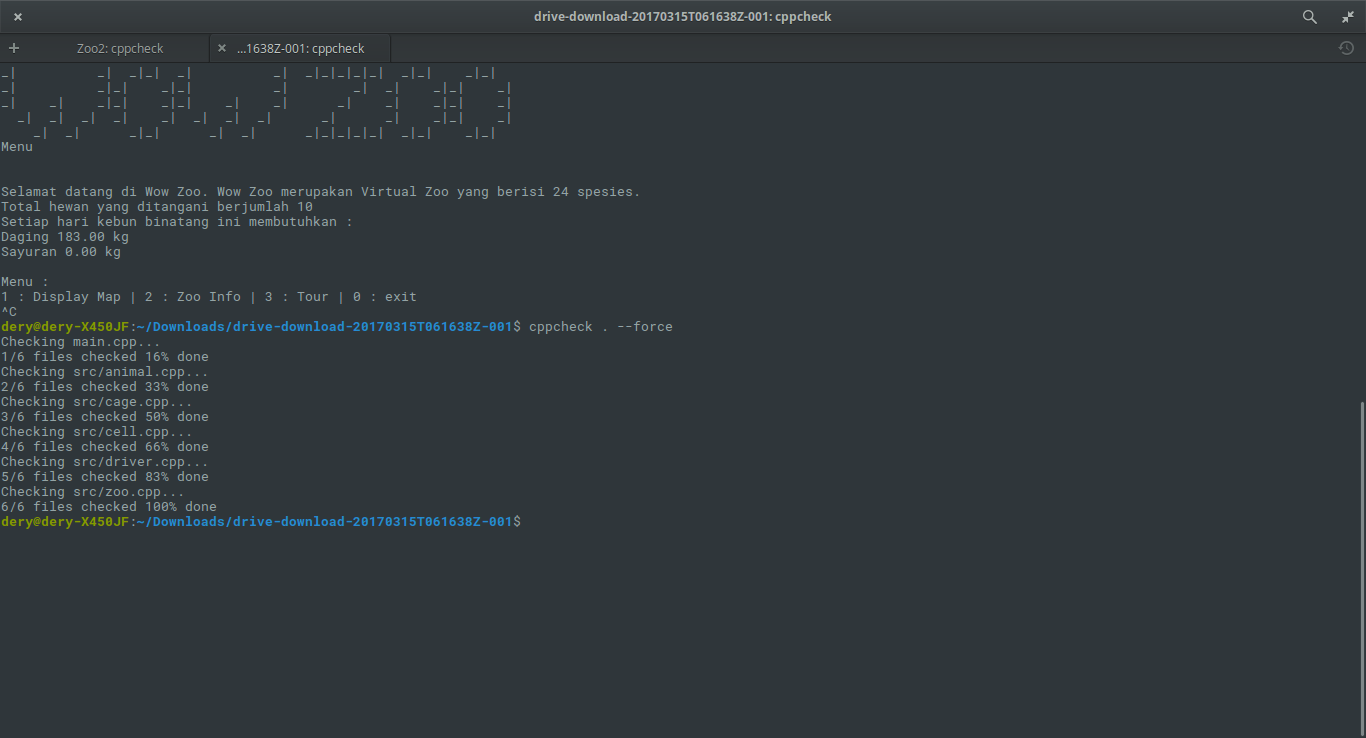 drive-download-20170315T061638Z-001: cppcheck
Zoo2: cppcheck
...1638Z-001: cppcheck
_|          _|  _|_|  _|          _|  _|_|_|_|_|  _|_|    _|_|
_|          _|_|    _|_|          _|        _|  _|    _|_|    _|
_|    _|    _|_|    _|_|    _|    _|      _|    _|    _|_|    _|
  _|  _|  _|  _|    _|  _|  _|  _|      _|      _|    _|_|    _|
    _|  _|      _|_|      _|  _|      _|_|_|_|_|  _|_|    _|_|
Menu
Selamat datang di Wow Zoo. Wow Zoo merupakan Virtual Zoo yang berisi 24 spesies.
Total hewan yang ditangani berjumlah 10
Setiap hari kebun binatang ini membutuhkan :
Daging 183.00 kg
Sayuran 0.00 kg
Menu :
1 : Display Map | 2 : Zoo Info | 3 : Tour | 0 : exit
^C
dery@dery-X450JF:~/Downloads/drive-download-20170315T061638Z-001$ cppcheck . --force
Checking main.cpp...
1/6 files checked 16% done
Checking src/animal.cpp...
2/6 files checked 33% done
Checking src/cage.cpp...
3/6 files checked 50% done
Checking src/cell.cpp...
4/6 files checked 66% done
Checking src/driver.cpp...
5/6 files checked 83% done
Checking src/zoo.cpp...
6/6 files checked 100% done
dery@dery-X450JF:~/Downloads/drive-download-20170315T061638Z-001$